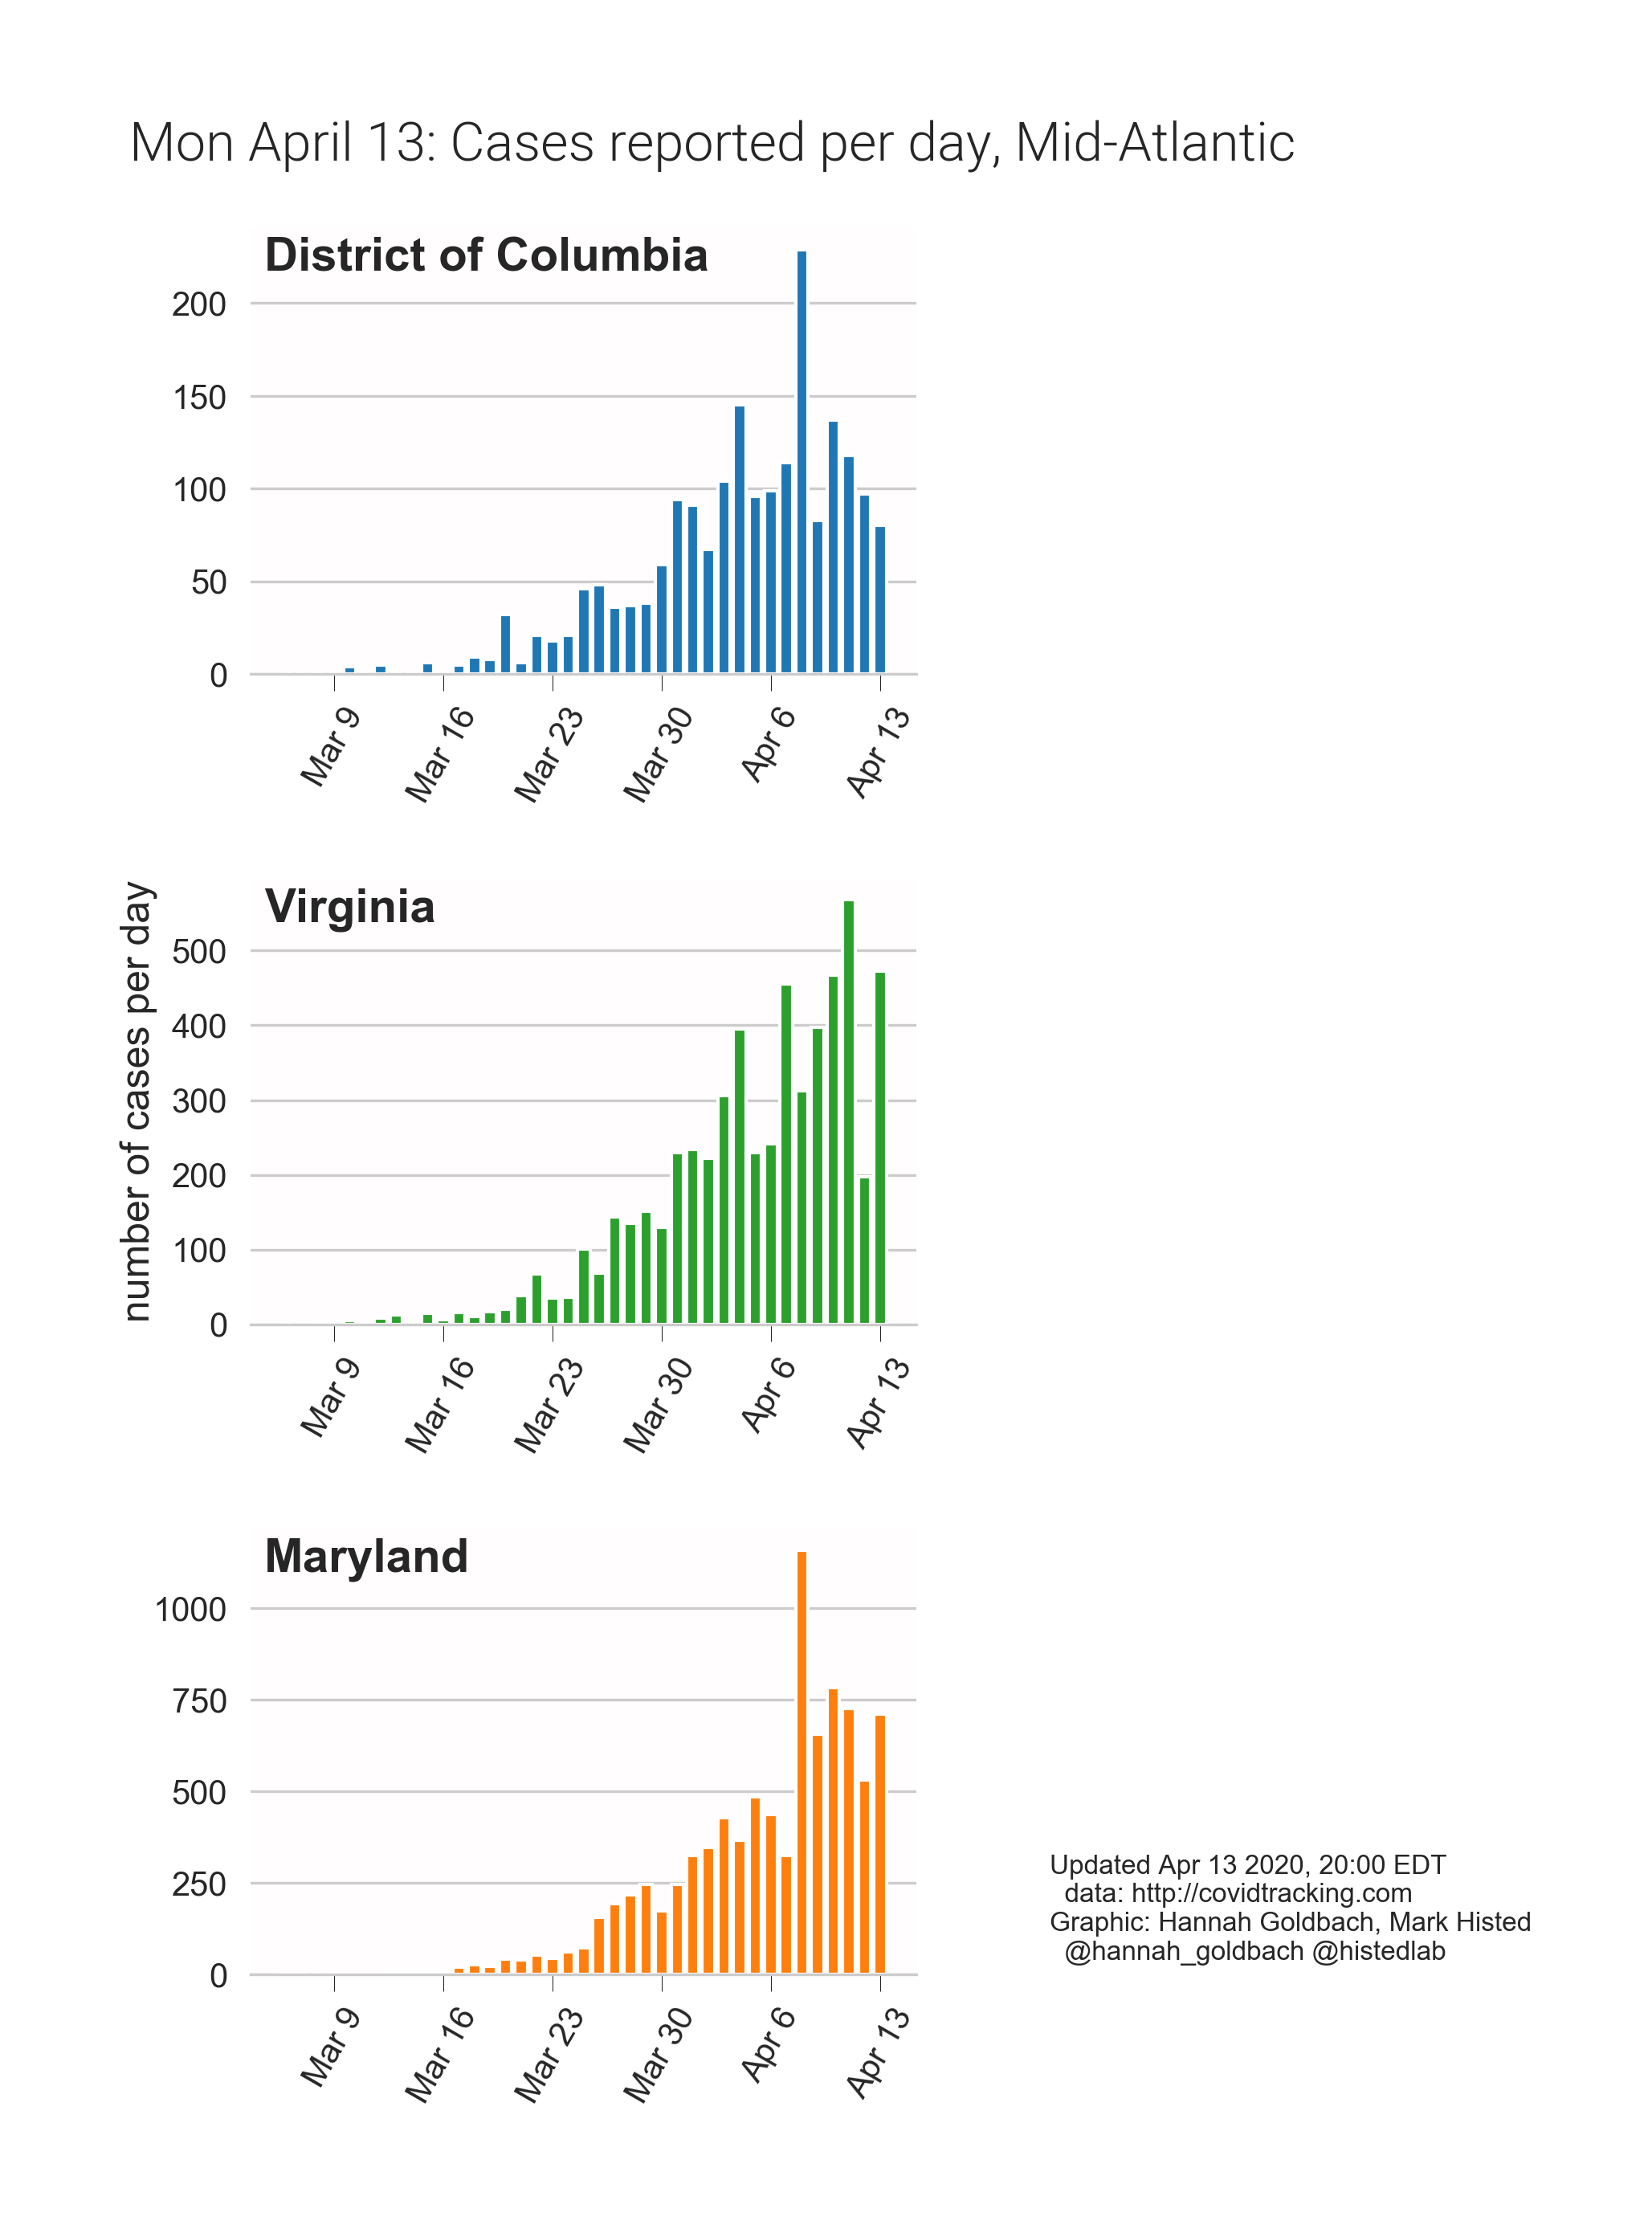 Mon April 13: Cases reported per day, Mid-Atlantic
District of Columbia
200
150
100
50
0
Mar 9
Mar 16
Mar 23
Mar 30
Apr 6
Apr 13
number of cases per day
Virginia
500
400
300
200
100
0
Mar 9
Mar 16
Mar 23
Mar 30
Apr 6
Apr 13
Maryland
1000
750
500
250
0
Mar 9
Mar 16
Mar 23
Mar 30
Apr 6
Apr 13
Updated Apr 13 2020, 20:00 EDT
data: http://covidtracking.com
Graphic: Hannah Goldbach, Mark Histed
@hannah_goldbach @histedlab